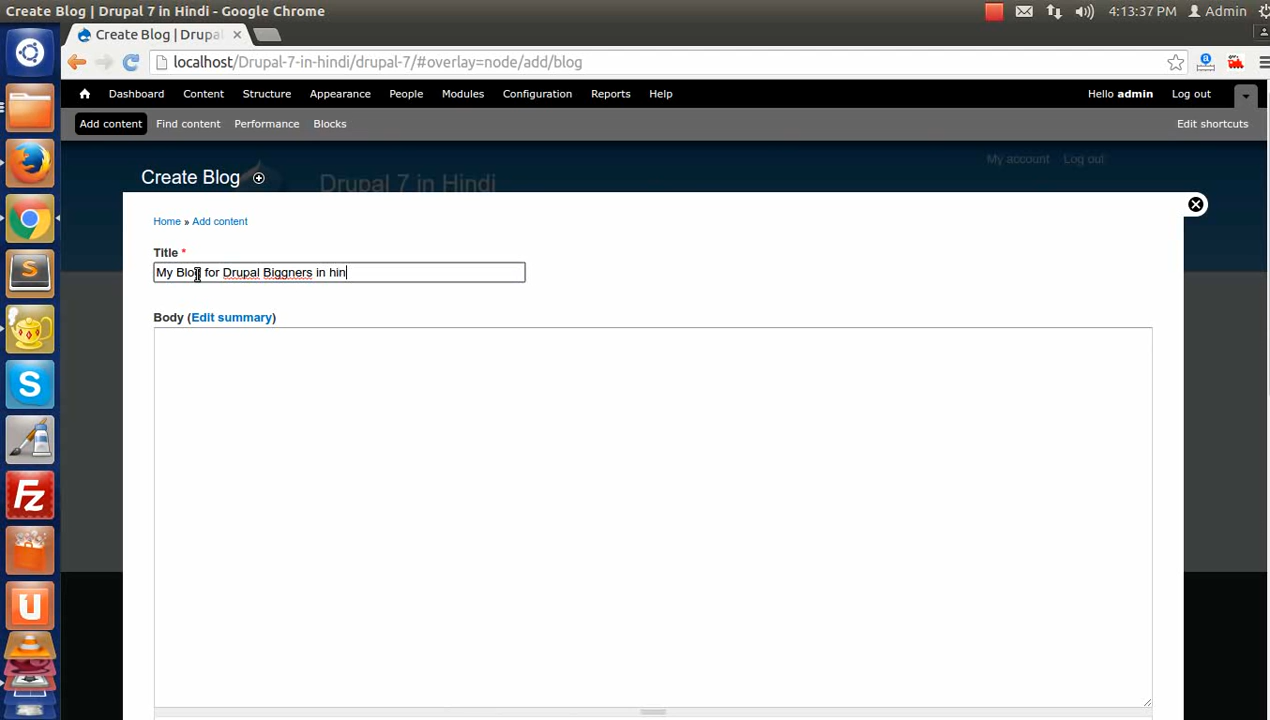 Create Blog | Drupal 7 in Hindi - Google Chrome
4:13:37 PM
Admin
Create Blog | Drupa
localhost/Drupal-7-in-hindi/drupal-7/#overlay=node/add/blog
Dashboard Content Structure Appearance People Modules Configuration Reports Help
Hello admin Log out
Add content Find content Performance Blocks
Edit shortcuts
My account Log out
Create Blog
Drupal 7 in Hindi
Home » Add content
Title *
My Blog for Drupal Biggners in hin
Body (Edit summary)